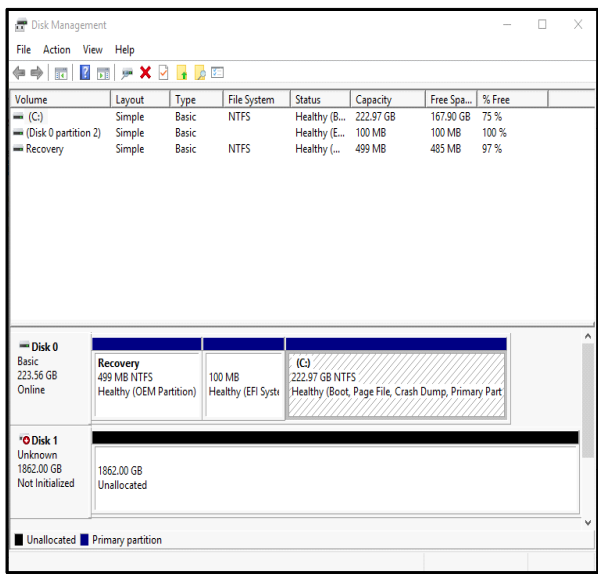 Disk Management
File Action View Help
Volume Layout Type File System Status Capacity Free Spa... % Free
(C:) Simple Basic NTFS Healthy (B... 222.97 GB 167.90 GB 75 %
(Disk 0 partition 2) Simple Basic Healthy (E... 100 MB 100 MB 100 %
Recovery Simple Basic NTFS Healthy (... 499 MB 485 MB 97 %
Disk 0
Basic
223.56 GB
Online
Recovery
499 MB NTFS
Healthy (OEM Partition)
100 MB
Healthy (EFI Syste
(C:)
222.97 GB NTFS
Healthy (Boot, Page File, Crash Dump, Primary Part
Disk 1
Unknown
1862.00 GB
Not Initialized
1862.00 GB
Unallocated
Unallocated Primary partition